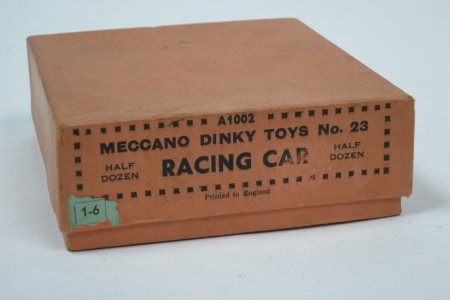 A1002
MECCANO DINKY TOYS No. 23
HALF DOZEN RACING CAR HALF DOZEN
Printed in England
1-6